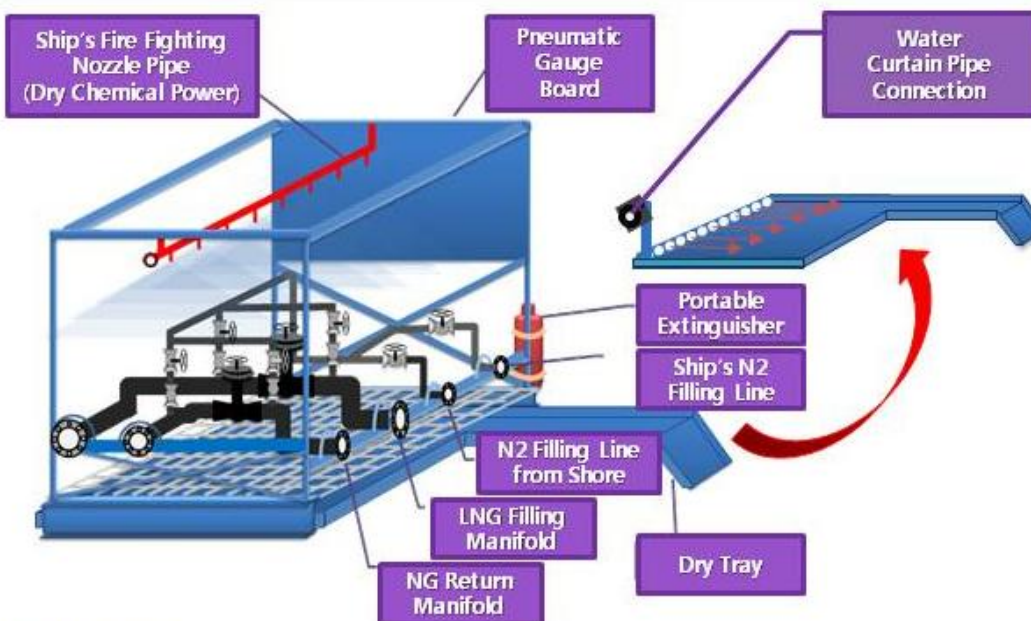 Ship's Fire Fighting
Nozzle Pipe
(Dry Chemical Power)
Pneumatic
Gauge
Board
Water
Curtain Pipe
Connection
Portable
Extinguisher
Ship's N2
Filling Line
N2 Filling Line
from Shore
LNG Filling
Manifold
Dry Tray
NG Return
Manifold